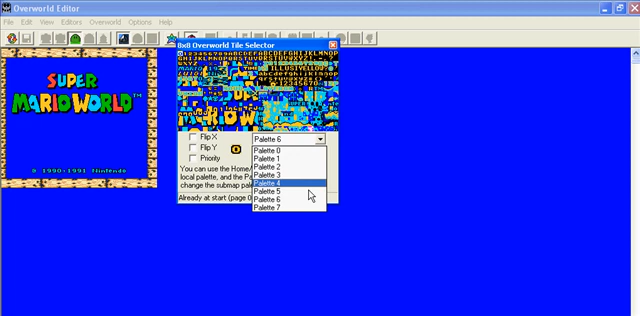 Overworld Editor
File Edit View Editors Overworld Options Help
8x8 Overworld Tile Selector
SUPER
MARIO WORLD™
© 1990-1991 Nintendo
Flip X
Flip Y
Priority
Palette 6
Palette 0
Palette 1
Palette 2
Palette 3
Palette 4
Palette 5
Palette 6
Palette 7
You can use the Home/
local palette, and the Pa
change the submap pal
Already at start (page 0